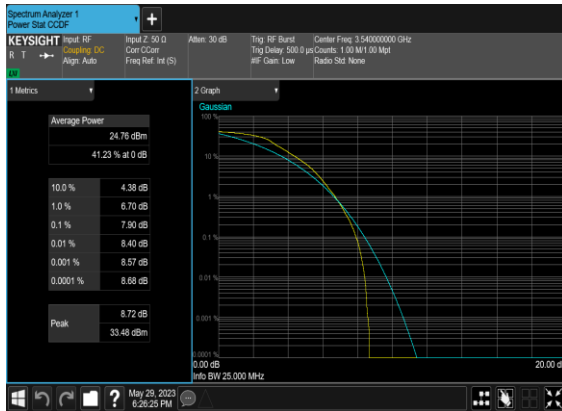 Spectrum Analyzer 1
Power Stat CCDF
+
KEYSIGHT Input: RF Input Z: 50 Ω Atten: 30 dB Trig: RF Burst Center Freq: 3.540000000 GHz
R T Coupling: DC Corr CCorr Trig Delay: 500.0 µs Counts: 1.00 M/1.00 Mpt
Align: Auto Freq Ref: Int (S) #IF Gain: Low Radio Std: None
LXI
1 Metrics
2 Graph
Average Power
24.76 dBm
41.23 % at 0 dB
10.0 % 4.38 dB
1.0 % 6.70 dB
0.1 % 7.90 dB
0.01 % 8.40 dB
0.001 % 8.57 dB
0.0001 % 8.68 dB
Peak 8.72 dB
33.48 dBm
Gaussian
100 %
10 %
1 %
0.1 %
0.01 %
0.001 %
0.0001 %
0.00 dB 20.00 d
Info BW 25.000 MHz
? May 29, 2023
6:26:25 PM